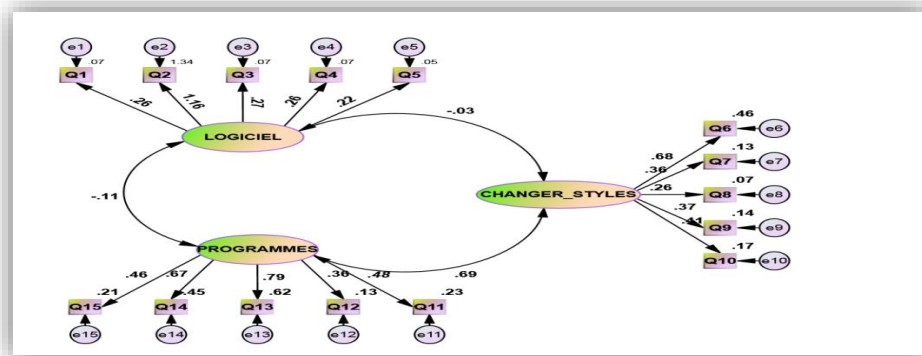 e1 e2 e3 e4 e5
.07 1.34 .07 .07 .05
Q1 Q2 Q3 Q4 Q5
.26 1.16 .27 .26 .22
LOGICIEL
-.03
.46
Q6 e6
.68 .13
Q7 e7
.36 .07
.26 Q8 e8
CHANGER_STYLES
.37 .14
Q9 e9
.41 .17
Q10 e10
-.11
PROGRAMMES
.46 .67 .79 .36 .48 .69
.21 .45 .62 .13 .23
Q15 Q14 Q13 Q12 Q11
e15 e14 e13 e12 e11